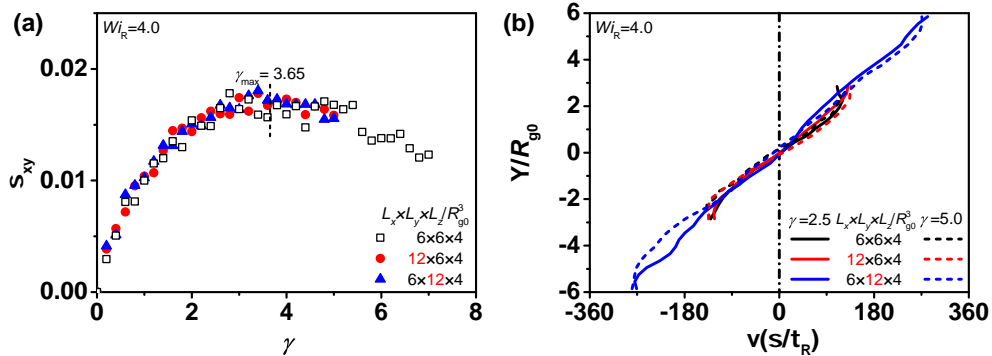 (a)
Wi_R=4.0
γ_max= 3.65
0.02
0.01
0.00
s_xy
0 2 4 6 8
γ
L_x×L_y×L_z/R_g0^3
6×6×4
12×6×4
6×12×4
(b)
Wi_R=4.0
6
4
2
0
-2
-4
-6
Y/R_g0
-360 -180 0 180 360
v(s/t_R)
γ=2.5 L_x×L_y×L_z/R_g0^3 γ=5.0
6×6×4
12×6×4
6×12×4